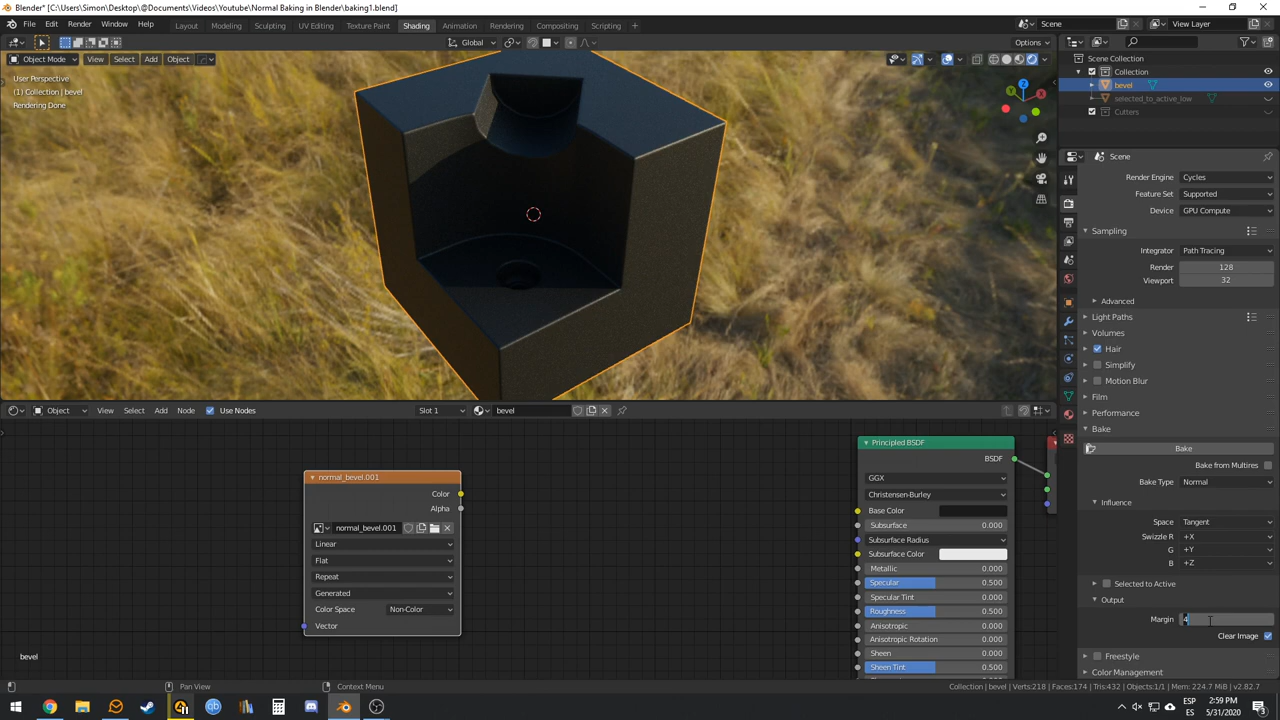 Blender* [C:\Users\Simon\Desktop\@Documents\Videos\Youtube\Normal Baking in Blender\baking1.blend]
File Edit Render Window Help Layout Modeling Sculpting UV Editing Texture Paint Shading Animation Rendering Compositing Scripting + Scene View Layer
Global Options
Object Mode View Select Add Object
User Perspective
(1) Collection | bevel
Rendering Done
Scene Collection
Collection
bevel
selected_to_active_low
Cutters
Scene
Render Engine Cycles
Feature Set Supported
Device GPU Compute
Sampling
Integrator Path Tracing
Render 128
Viewport 32
Advanced
Light Paths
Volumes
Hair
Simplify
Motion Blur
Film
Performance
Bake
Bake
Bake from Multires
Bake Type Normal
Influence
Space Tangent
Swizzle R +X
G +Y
B +Z
Selected to Active
Output
Margin 4
Clear Image
Freestyle
Color Management
Object View Select Add Node Use Nodes Slot 1 bevel
normal_bevel.001
Color
Alpha
normal_bevel.001
Linear
Flat
Repeat
Generated
Color Space Non-Color
Vector
Principled BSDF
BSDF
GGX
Christensen-Burley
Base Color
Subsurface 0.000
Subsurface Radius
Subsurface Color
Metallic 0.000
Specular 0.500
Specular Tint 0.000
Roughness 0.500
Anisotropic 0.000
Anisotropic Rotation 0.000
Sheen 0.000
Sheen Tint 0.500
bevel
Pan View Context Menu Collection | bevel | Verts:218 | Faces:174 | Tris:432 | Objects:1/1 | Mem: 224.7 MiB | v2.82.7
ESP
ES
2:59 PM
5/31/2020